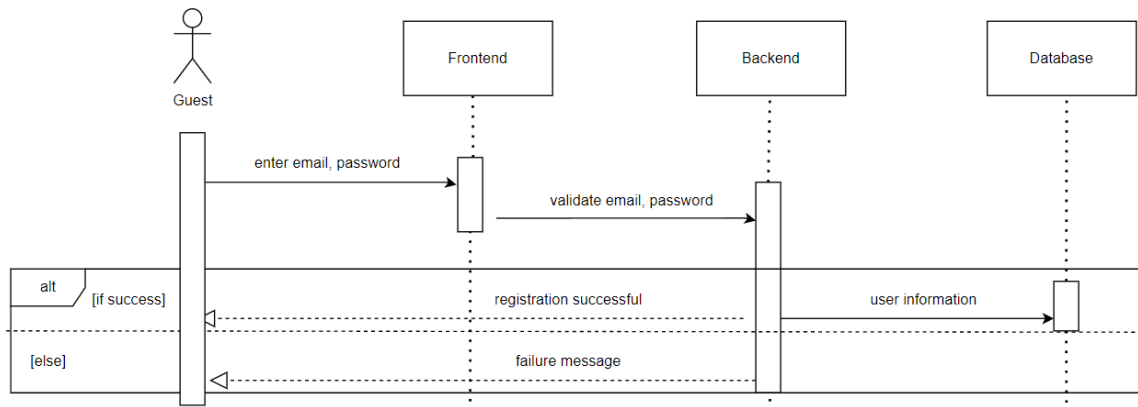 Guest
Frontend
Backend
Database
enter email, password
validate email, password
alt
[if success]
registration successful
user information
[else]
failure message